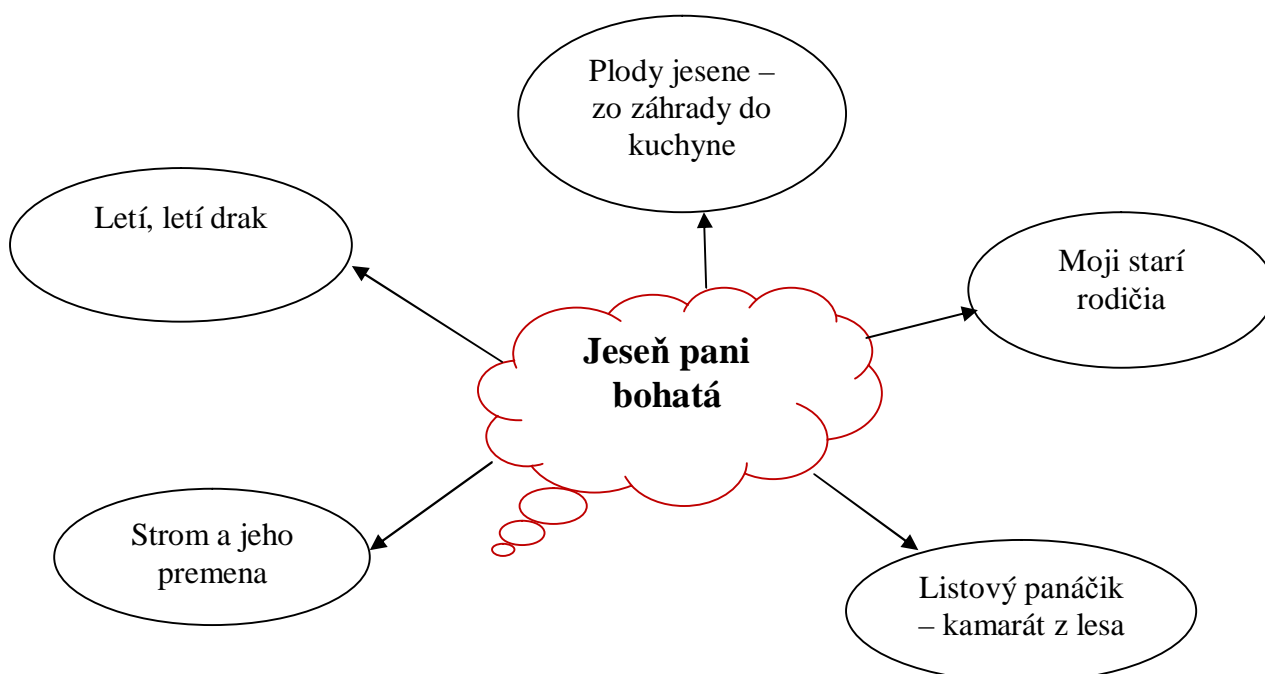 Plody jesene –
zo záhrady do
kuchyne
Letí, letí drak
Moji starí
rodičia
Jeseň pani
bohatá
Strom a jeho
premena
Listový panáčik
– kamarát z lesa